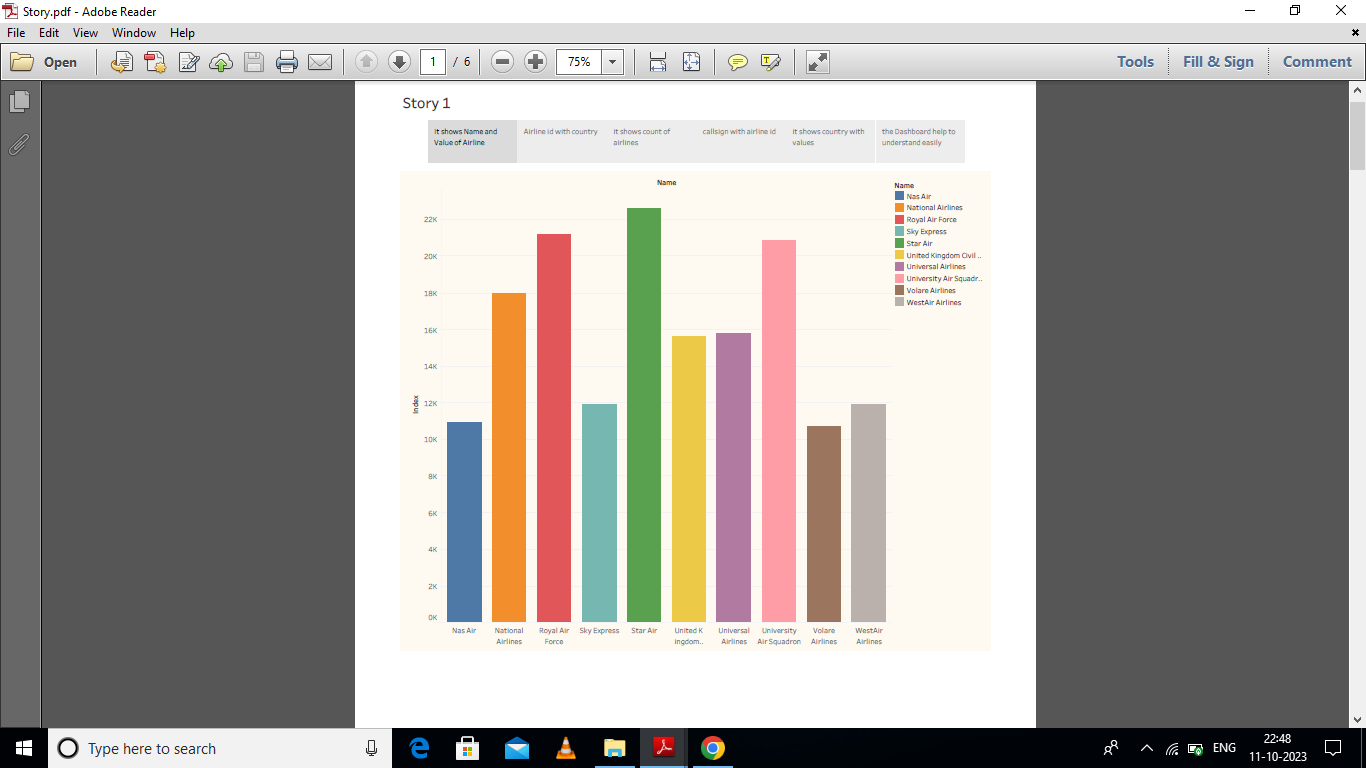 Story.pdf - Adobe Reader
File Edit View Window Help
Open 1 / 6 75% Tools Fill & Sign Comment
Story 1
It shows Name and
Value of Airline
Airline id with country
it shows count of
airlines
callsign with airline id
it shows country with
values
the Dashboard help to
understand easily
Name
22K
20K
18K
16K
14K
12K
10K
8K
6K
4K
2K
0K
Index
Nas Air
National
Airlines
Royal Air
Force
Sky Express
Star Air
United K
ingdom..
Universal
Airlines
University
Air Squadron
Volare
Airlines
WestAir
Airlines
Name
Nas Air
National Airlines
Royal Air Force
Sky Express
Star Air
United Kingdom Civil ..
Universal Airlines
University Air Squadr..
Volare Airlines
WestAir Airlines
Type here to search
ENG
22:48
11-10-2023